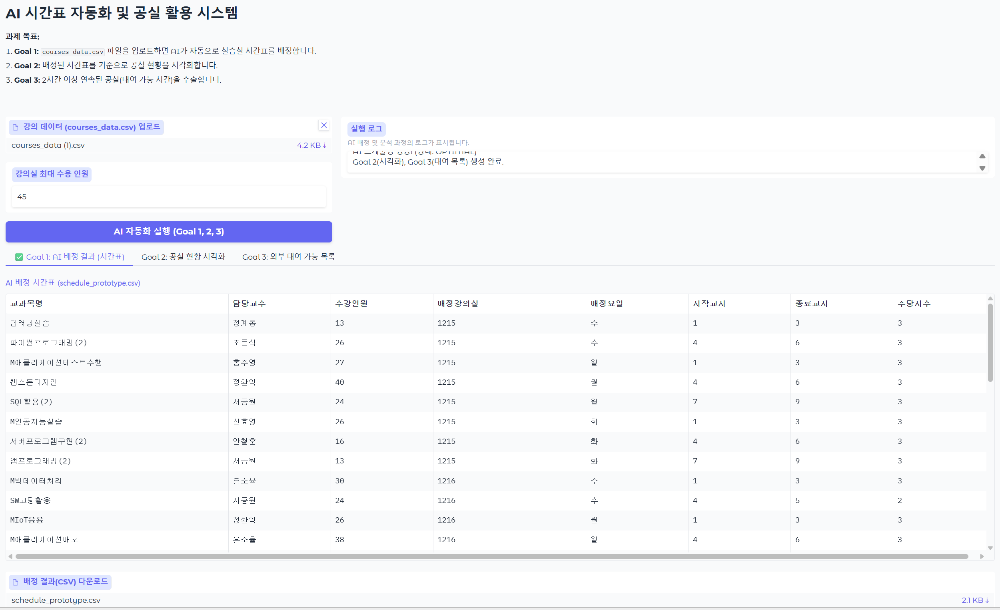 AI 시간표 자동화 및 공실 활용 시스템
과제 목표:
1. Goal 1: courses_data.csv 파일을 업로드하면 AI가 자동으로 실습실 시간표를 배정합니다.
2. Goal 2: 배정된 시간표를 기준으로 공실 현황을 시각화합니다.
3. Goal 3: 2시간 이상 연속된 공실(대여 가능 시간)을 추출합니다.
강의 데이터 (courses_data.csv) 업로드
courses_data (1).csv 4.2 KB ⇣
강의실 최대 수용 인원
45
AI 자동화 실행 (Goal 1, 2, 3)
실행 로그
AI 배정 및 분석 과정의 로그가 표시됩니다.
Goal 2(시각화), Goal 3(대여 목록) 생성 완료.
✅ Goal 1: AI 배정 결과 (시간표) Goal 2: 공실 현황 시각화 Goal 3: 외부 대여 가능 목록
AI 배정 시간표 (schedule_prototype.csv)
교과목명 담당교수 수강인원 배정강의실 배정요일 시작교시 종료교시 주당시수
딥러닝실습 정계동 13 1215 수 1 3 3
파이썬프로그래밍(2) 조문석 26 1215 수 4 6 3
M애플리케이션테스트수행 홍주영 27 1215 월 1 3 3
캡스톤디자인 정환익 40 1215 월 4 6 3
SQL활용(2) 서공원 24 1215 월 7 9 3
M인공지능실습 신효영 26 1215 화 1 3 3
서버프로그램구현(2) 안철훈 16 1215 화 4 6 3
앱프로그래밍(2) 서공원 13 1215 화 7 9 3
M빅데이터처리 유소율 30 1216 수 1 3 3
SW코딩활용 서공원 24 1216 수 4 5 2
MIoT응용 정환익 26 1216 월 1 3 3
M애플리케이션배포 유소율 38 1216 월 4 6 3
배정 결과(CSV) 다운로드
schedule_prototype.csv 2.1 KB ⇣